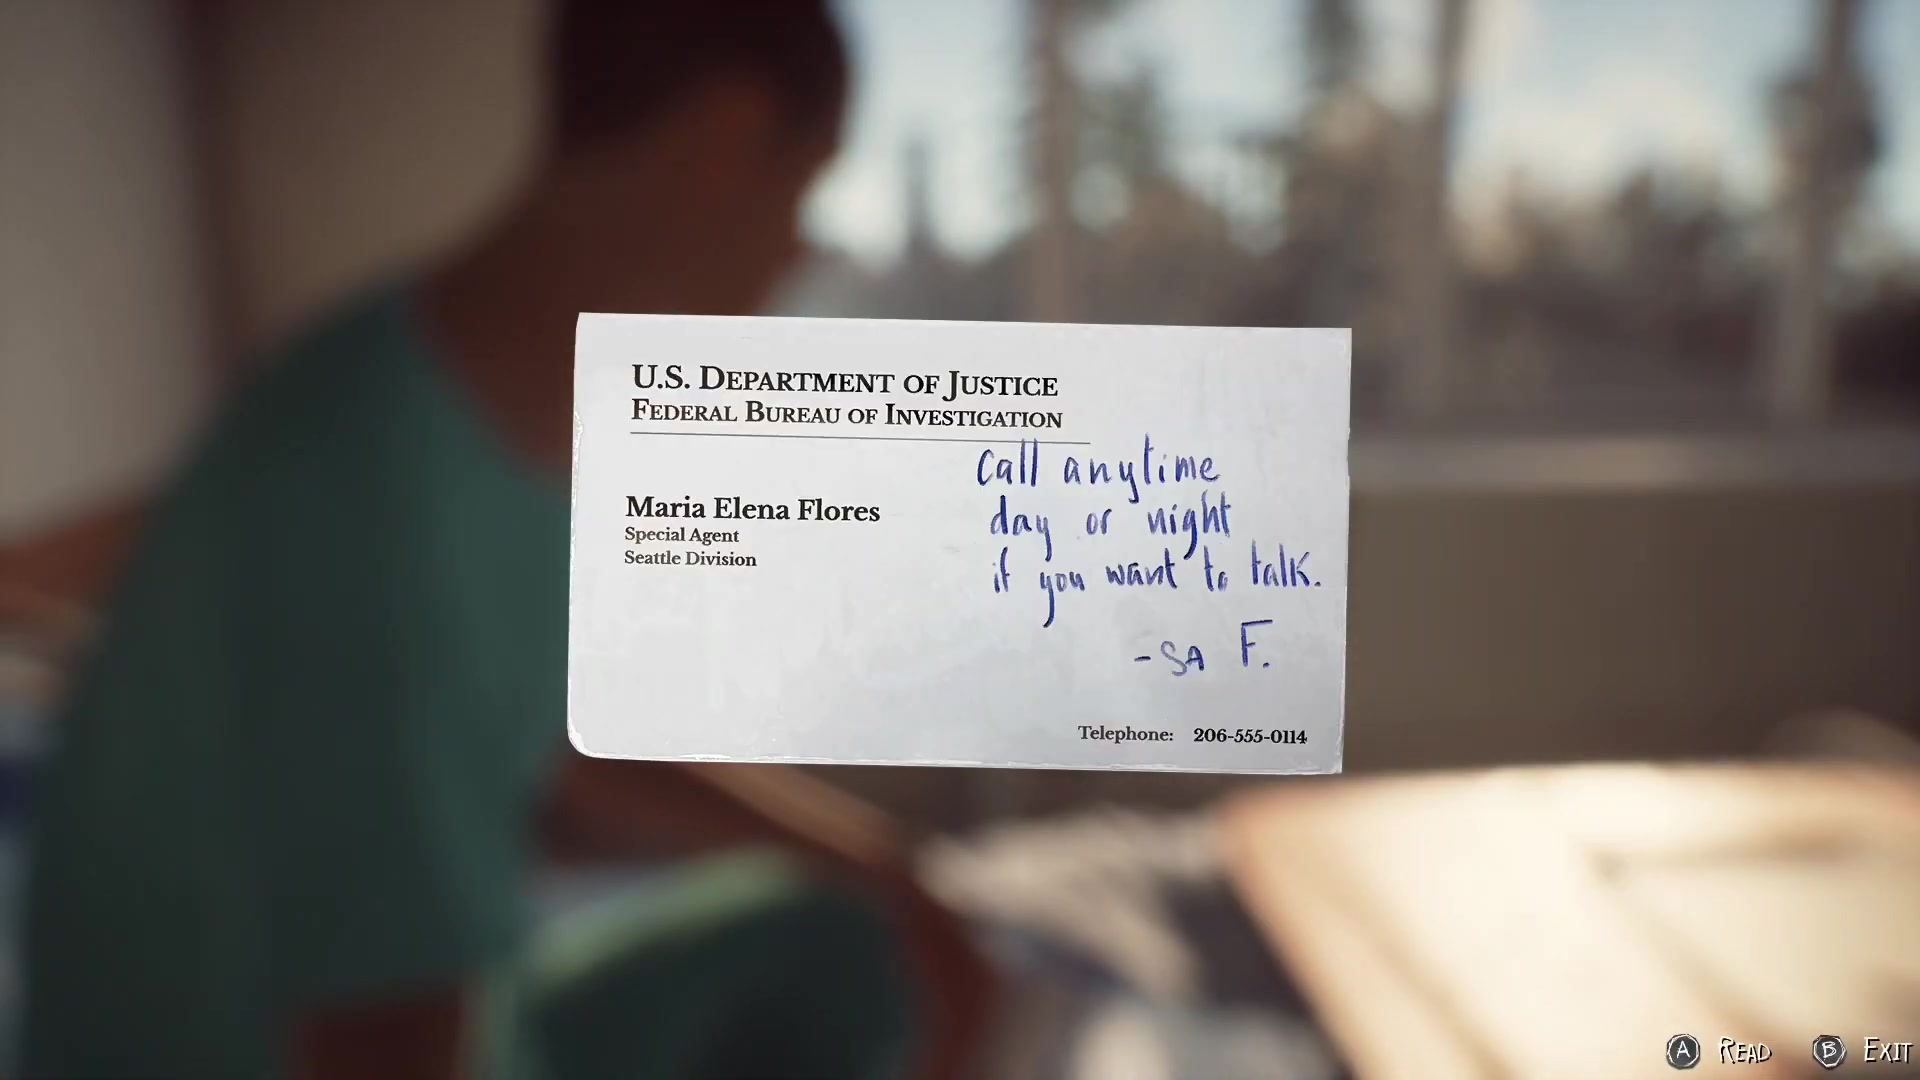 U.S. DEPARTMENT OF JUSTICE
FEDERAL BUREAU OF INVESTIGATION
Maria Elena Flores
Special Agent
Seattle Division
Call anytime
day or night
if you want to talk.
-SA F.
Telephone: 206-555-0114
A READ B EXIT